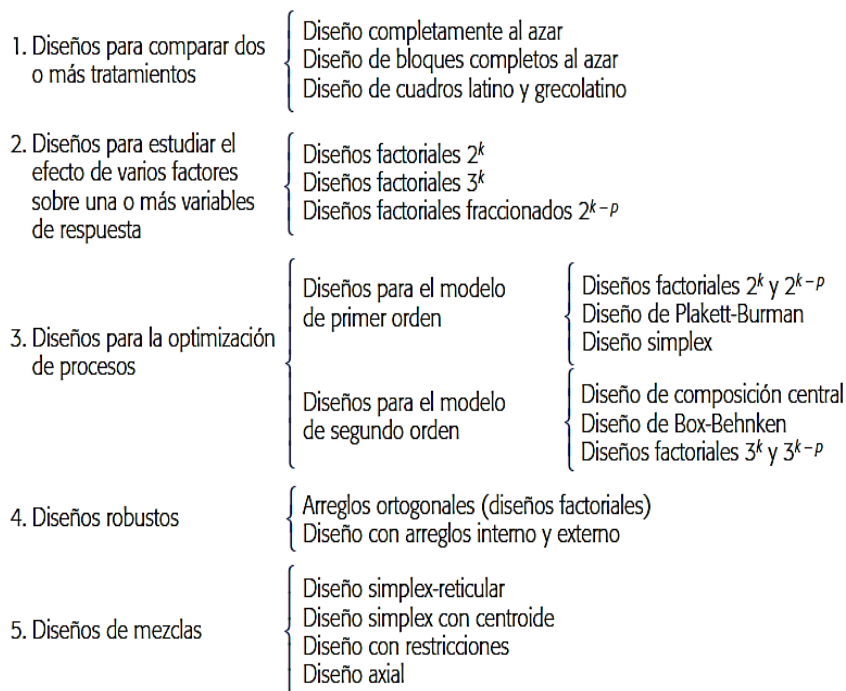 1. Diseños para comparar dos
o más tratamientos
Diseño completamente al azar
Diseño de bloques completos al azar
Diseño de cuadros latino y grecolatino
2. Diseños para estudiar el
efecto de varios factores
sobre una o más variables
de respuesta
Diseños factoriales 2^k
Diseños factoriales 3^k
Diseños factoriales fraccionados 2^{k–p}
3. Diseños para la optimización
de procesos
Diseños para el modelo
de primer orden
Diseños factoriales 2^k y 2^{k–p}
Diseño de Plakett-Burman
Diseño simplex
Diseños para el modelo
de segundo orden
Diseño de composición central
Diseño de Box-Behnken
Diseños factoriales 3^k y 3^{k–p}
4. Diseños robustos
Arreglos ortogonales (diseños factoriales)
Diseño con arreglos interno y externo
5. Diseños de mezclas
Diseño simplex-reticular
Diseño simplex con centroide
Diseño con restricciones
Diseño axial